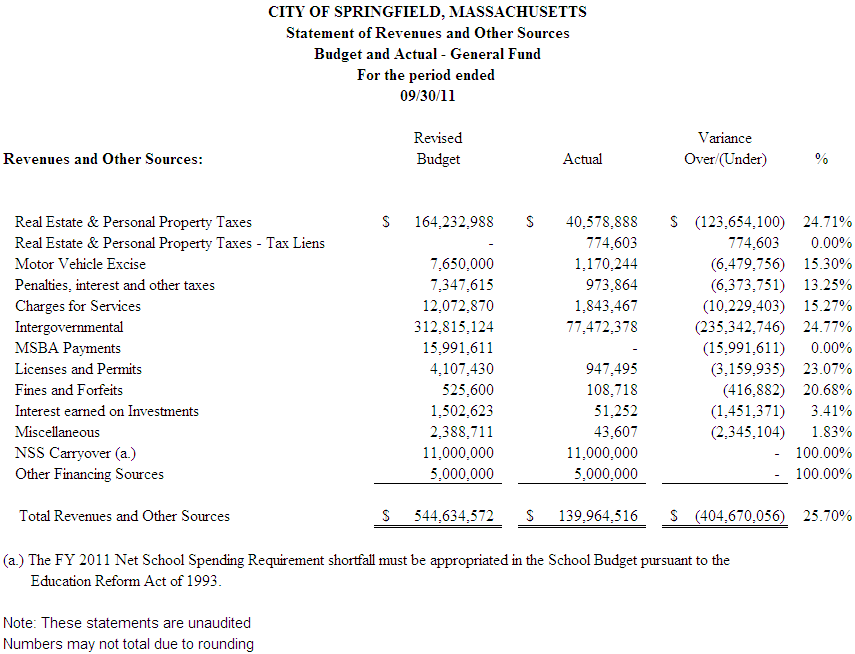 CITY OF SPRINGFIELD, MASSACHUSETTS
Statement of Revenues and Other Sources
Budget and Actual - General Fund
For the period ended
09/30/11
Revised Variance
Revenues and Other Sources: Budget Actual Over/(Under) %
Real Estate & Personal Property Taxes $ 164,232,988 $ 40,578,888 $ (123,654,100) 24.71%
Real Estate & Personal Property Taxes - Tax Liens - 774,603 774,603 0.00%
Motor Vehicle Excise 7,650,000 1,170,244 (6,479,756) 15.30%
Penalties, interest and other taxes 7,347,615 973,864 (6,373,751) 13.25%
Charges for Services 12,072,870 1,843,467 (10,229,403) 15.27%
Intergovernmental 312,815,124 77,472,378 (235,342,746) 24.77%
MSBA Payments 15,991,611 - (15,991,611) 0.00%
Licenses and Permits 4,107,430 947,495 (3,159,935) 23.07%
Fines and Forfeits 525,600 108,718 (416,882) 20.68%
Interest earned on Investments 1,502,623 51,252 (1,451,371) 3.41%
Miscellaneous 2,388,711 43,607 (2,345,104) 1.83%
NSS Carryover (a.) 11,000,000 11,000,000 - 100.00%
Other Financing Sources 5,000,000 5,000,000 - 100.00%
Total Revenues and Other Sources $ 544,634,572 $ 139,964,516 $ (404,670,056) 25.70%
(a.) The FY 2011 Net School Spending Requirement shortfall must be appropriated in the School Budget pursuant to the
Education Reform Act of 1993.
Note: These statements are unaudited
Numbers may not total due to rounding